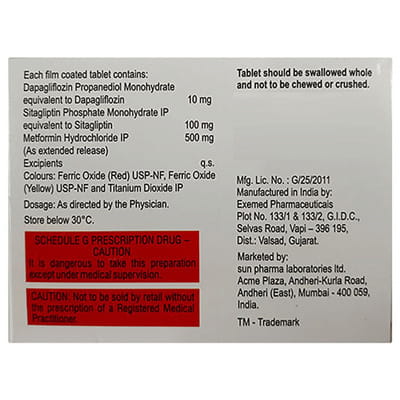 Each film coated tablet contains:
Dapagliflozin Propanediol Monohydrate
equivalent to Dapagliflozin 10 mg
Sitagliptin Phosphate Monohydrate IP
equivalent to Sitagliptin 100 mg
Metformin Hydrochloride IP 500 mg
(As extended release)
Excipients q.s.
Colours: Ferric Oxide (Red) USP-NF, Ferric Oxide
(Yellow) USP-NF and Titanium Dioxide IP
Dosage: As directed by the Physician.
Store below 30°C.
SCHEDULE G PRESCRIPTION DRUG –
CAUTION
It is dangerous to take this preparation
except under medical supervision.
CAUTION: Not to be sold by retail without
the prescription of a Registered Medical
Practitioner.
Tablet should be swallowed whole
and not to be chewed or crushed.
Mfg. Lic. No. : G/25/2011
Manufactured in India by:
Exemed Pharmaceuticals
Plot No. 133/1 & 133/2, G.I.D.C.,
Selvas Road, Vapi – 396 195,
Dist.: Valsad, Gujarat.
Marketed by:
sun pharma laboratories ltd.
Acme Plaza, Andheri-Kurla Road,
Andheri (East), Mumbai - 400 059,
India.
TM - Trademark